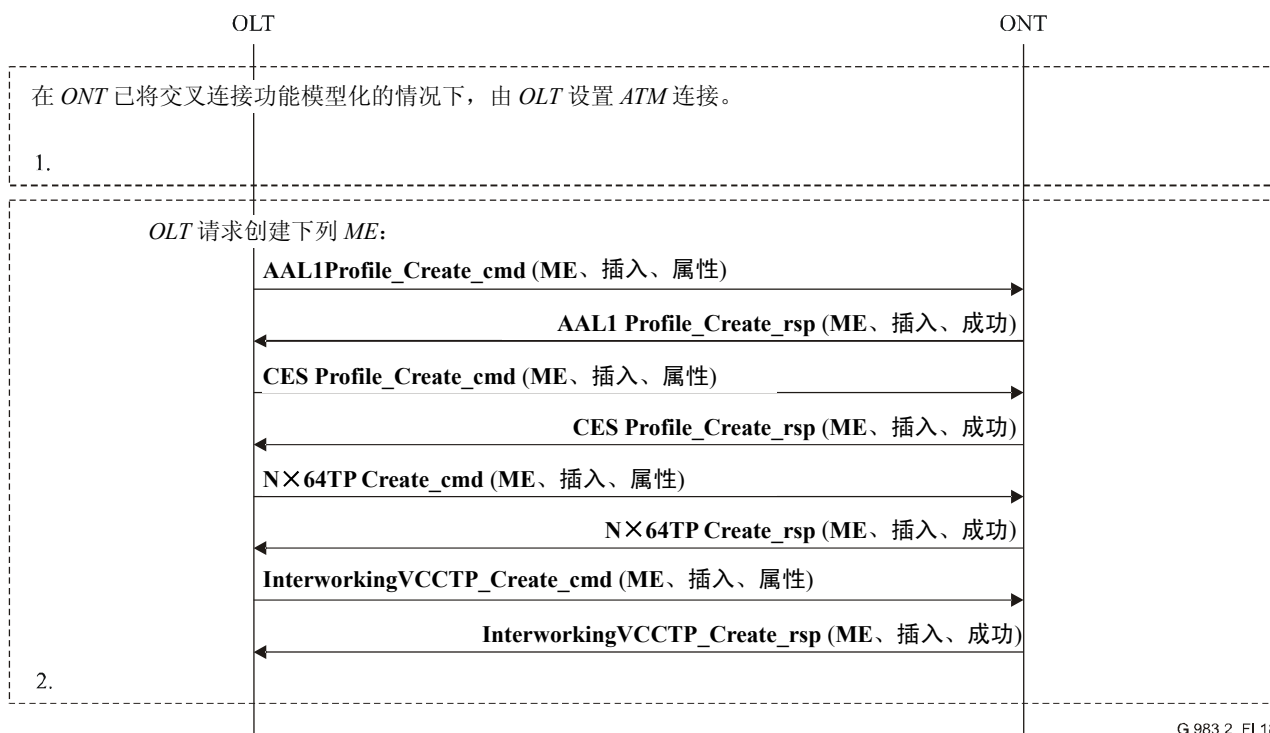 OLT
ONT
在 ONT 已将交叉连接功能模型化的情况下，由 OLT 设置 ATM 连接。
1.
OLT 请求创建下列 ME：
AAL1Profile_Create_cmd (ME、插入、属性)
AAL1 Profile_Create_rsp (ME、插入、成功)
CES Profile_Create_cmd (ME、插入、属性)
CES Profile_Create_rsp (ME、插入、成功)
N×64TP Create_cmd (ME、插入、属性)
N×64TP Create_rsp (ME、插入、成功)
InterworkingVCCTP_Create_cmd (ME、插入、属性)
InterworkingVCCTP_Create_rsp (ME、插入、成功)
2.
G.983.2_FI.